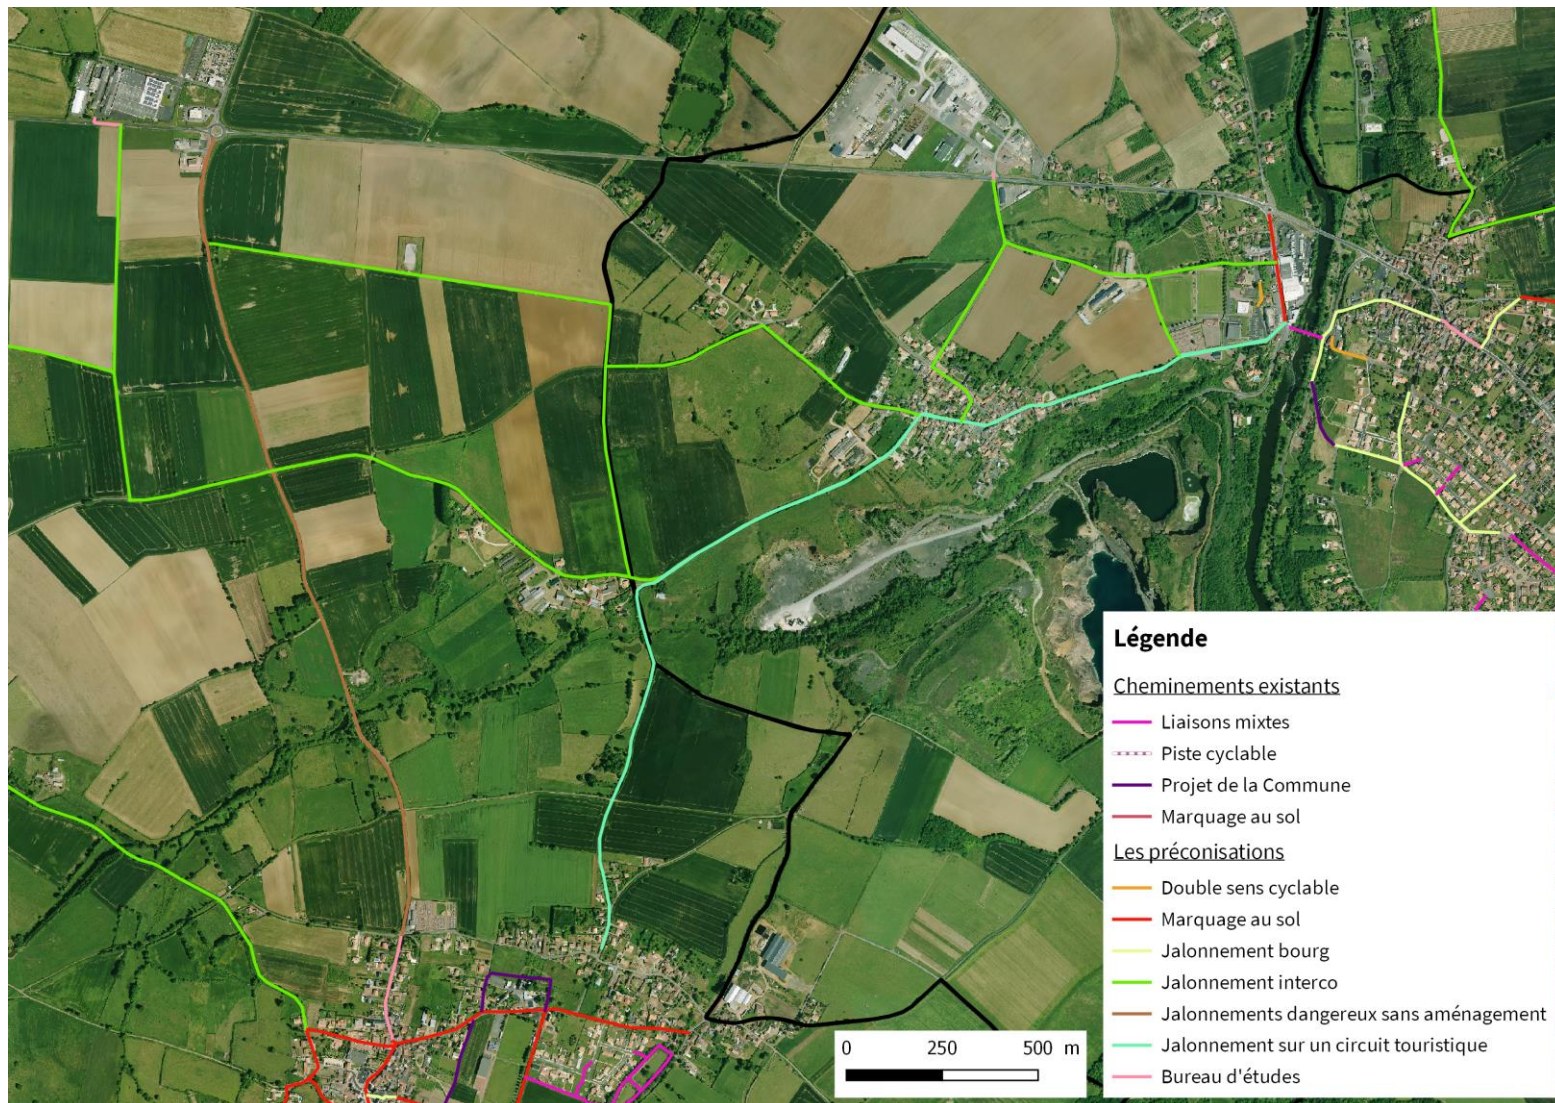 Légende
Cheminements existants
Liaisons mixtes
Piste cyclable
Projet de la Commune
Marquage au sol
Les préconisations
Double sens cyclable
Marquage au sol
Jalonnement bourg
Jalonnement interco
Jalonnements dangereux sans aménagement
Jalonnement sur un circuit touristique
Bureau d'études
0 250 500 m